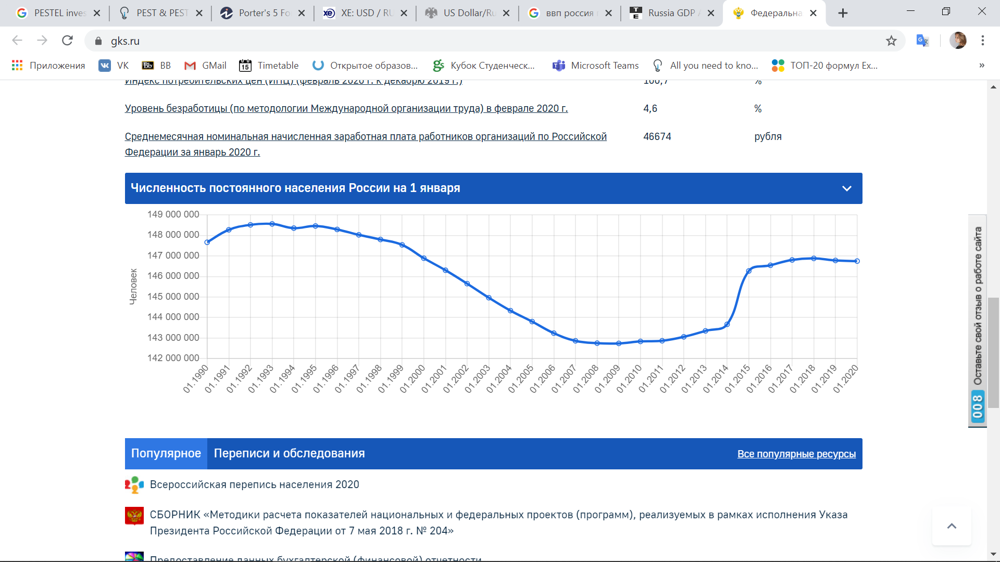 PESTEL inves
PEST & PEST
Porter's 5 Fo
XE: USD / RU
US Dollar/Ru
ввп россия
Russia GDP
Федеральна
gks.ru
Приложения
VK
BB
GMail
Timetable
Открытое образов...
Кубок Студенческ...
Microsoft Teams
All you need to kno...
ТОП-20 формул Ex...
»
Индекс потребительских цен (ИПЦ) (февраль 2020 г. к декабрю 2019 г.) 100,7 %
Уровень безработицы (по методологии Международной организации труда) в феврале 2020 г. 4,6 %
Среднемесячная номинальная начисленная заработная плата работников организаций по Российской 46674 рубля
Федерации за январь 2020 г.
Численность постоянного населения России на 1 января
Человек
149 000 000
148 000 000
147 000 000
146 000 000
145 000 000
144 000 000
143 000 000
142 000 000
01.1990
01.1991
01.1992
01.1993
01.1994
01.1995
01.1996
01.1997
01.1998
01.1999
01.2000
01.2001
01.2002
01.2003
01.2004
01.2005
01.2006
01.2007
01.2008
01.2009
01.2010
01.2011
01.2012
01.2013
01.2014
01.2015
01.2016
01.2017
01.2018
01.2019
01.2020
Оставьте свой отзыв о работе сайта
008
Популярное
Переписи и обследования
Все популярные ресурсы
Всероссийская перепись населения 2020
СБОРНИК «Методики расчета показателей национальных и федеральных проектов (программ), реализуемых в рамках исполнения Указа
Президента Российской Федерации от 7 мая 2018 г. № 204»
Предоставление данных бухгалтерской (финансовой) отчетности